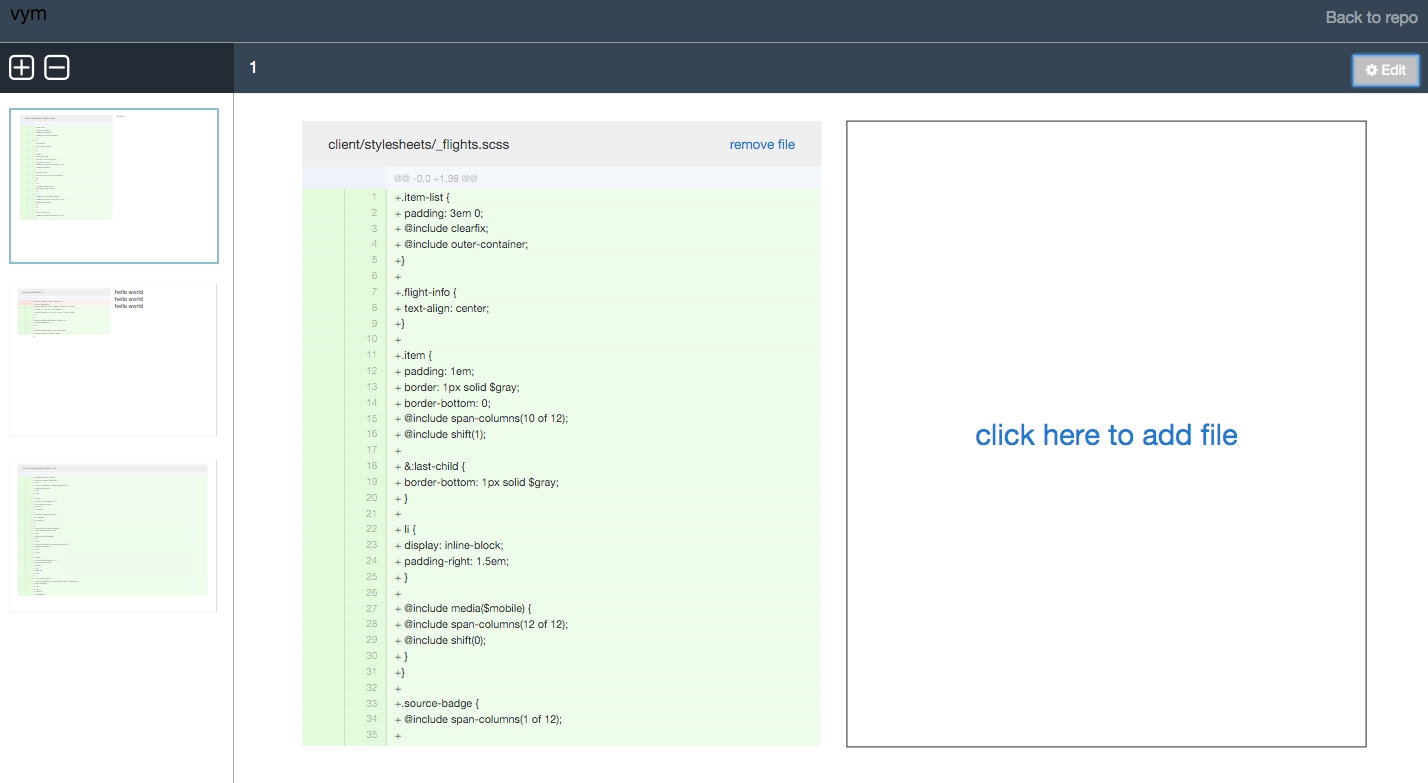 vym
Back to repo
1
Edit
hello world
hello world
hello world
client/stylesheets/_flights.scss
remove file
@@ -0,0 +1,98 @@
1 +.item-list {
2 + padding: 3em 0;
3 + @include clearfix;
4 + @include outer-container;
5 +}
6 +
7 +.flight-info {
8 + text-align: center;
9 +}
10 +
11 +.item {
12 + padding: 1em;
13 + border: 1px solid $gray;
14 + border-bottom: 0;
15 + @include span-columns(10 of 12);
16 + @include shift(1);
17 +
18 + &:last-child {
19 + border-bottom: 1px solid $gray;
20 + }
21 +
22 + li {
23 + display: inline-block;
24 + padding-right: 1.5em;
25 + }
26 +
27 + @include media($mobile) {
28 + @include span-columns(12 of 12);
29 + @include shift(0);
30 + }
31 +}
32 +
33 +.source-badge {
34 + @include span-columns(1 of 12);
35 +
click here to add file